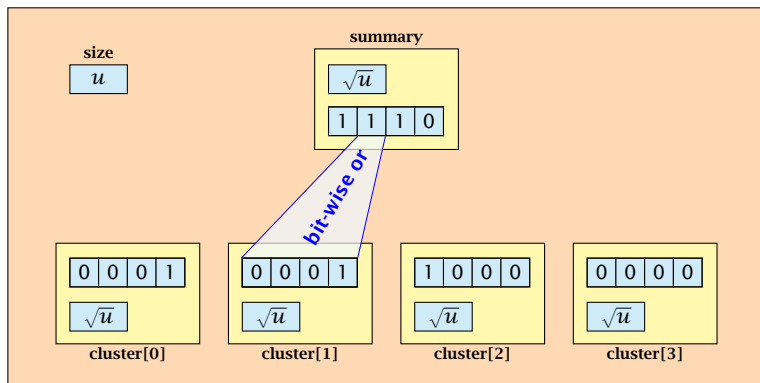 summary
size
u
√u
1 1 1 0
bit-wise or
0 0 0 1
0 0 0 1
1 0 0 0
0 0 0 0
√u
√u
√u
√u
cluster[0]
cluster[1]
cluster[2]
cluster[3]